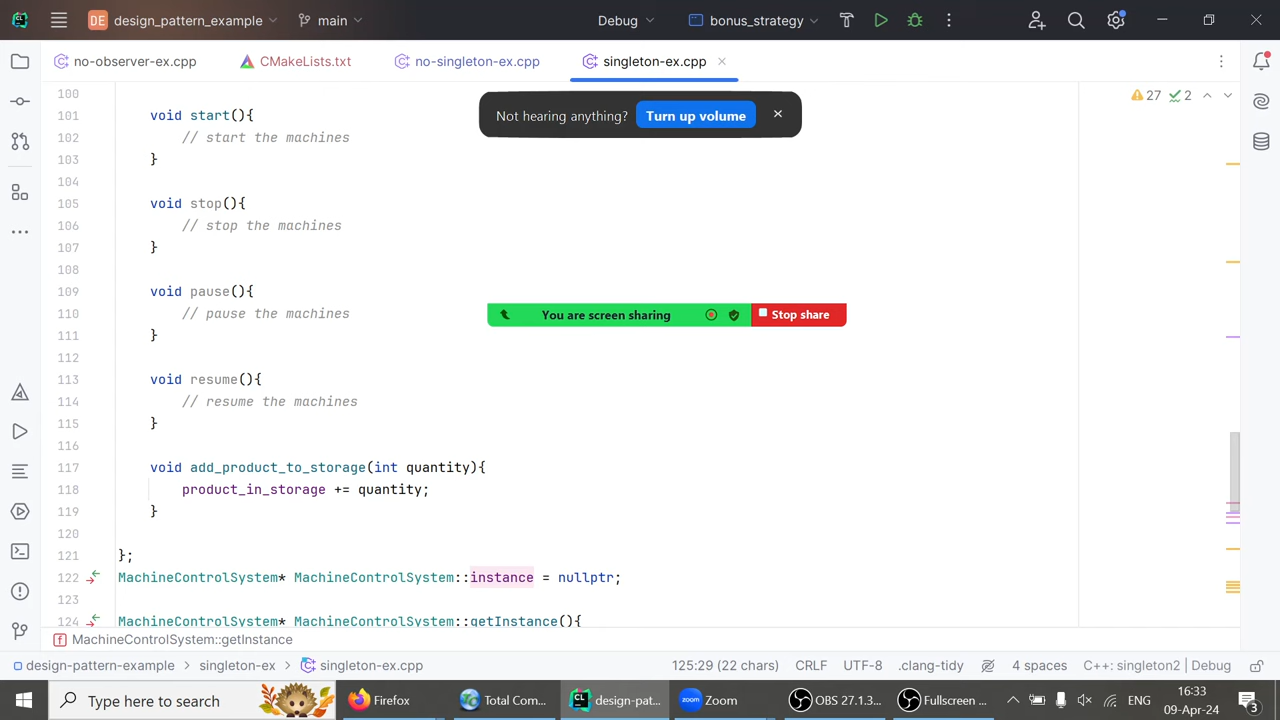 DE design_pattern_example main Debug bonus_strategy
no-observer-ex.cpp CMakeLists.txt no-singleton-ex.cpp singleton-ex.cpp
Not hearing anything? Turn up volume
27 2
100
101 void start(){
102 // start the machines
103 }
104
105 void stop(){
106 // stop the machines
107 }
108
109 void pause(){
110 // pause the machines
111 }
112
113 void resume(){
114 // resume the machines
115 }
116
117 void add_product_to_storage(int quantity){
118 product_in_storage += quantity;
119 }
120
121 };
122 MachineControlSystem* MachineControlSystem::instance = nullptr;
123
124 MachineControlSystem* MachineControlSystem::getInstance(){
You are screen sharing Stop share
f MachineControlSystem::getInstance
design-pattern-example singleton-ex singleton-ex.cpp 125:29 (22 chars) CRLF UTF-8 .clang-tidy 4 spaces C++: singleton2 | Debug
Type here to search Firefox Total Com... CL design-pat... zoom Zoom OBS 27.1.3... Fullscreen ... ENG 16:33
09-Apr-24 3